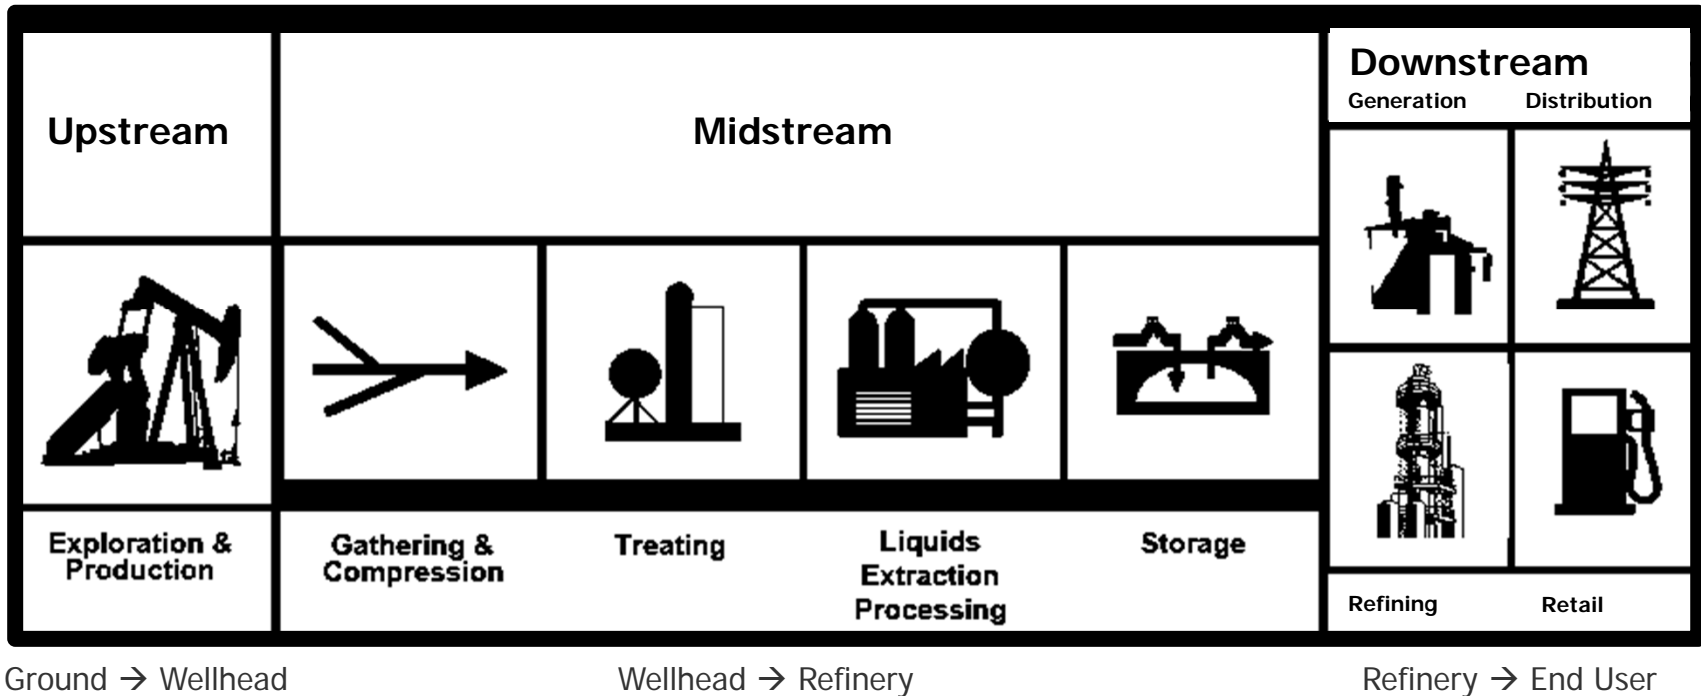 Upstream
Midstream
Downstream
Generation Distribution
Exploration &
Production
Gathering &
Compression
Treating
Liquids
Extraction
Processing
Storage
Refining Retail
Ground → Wellhead
Wellhead → Refinery
Refinery → End User